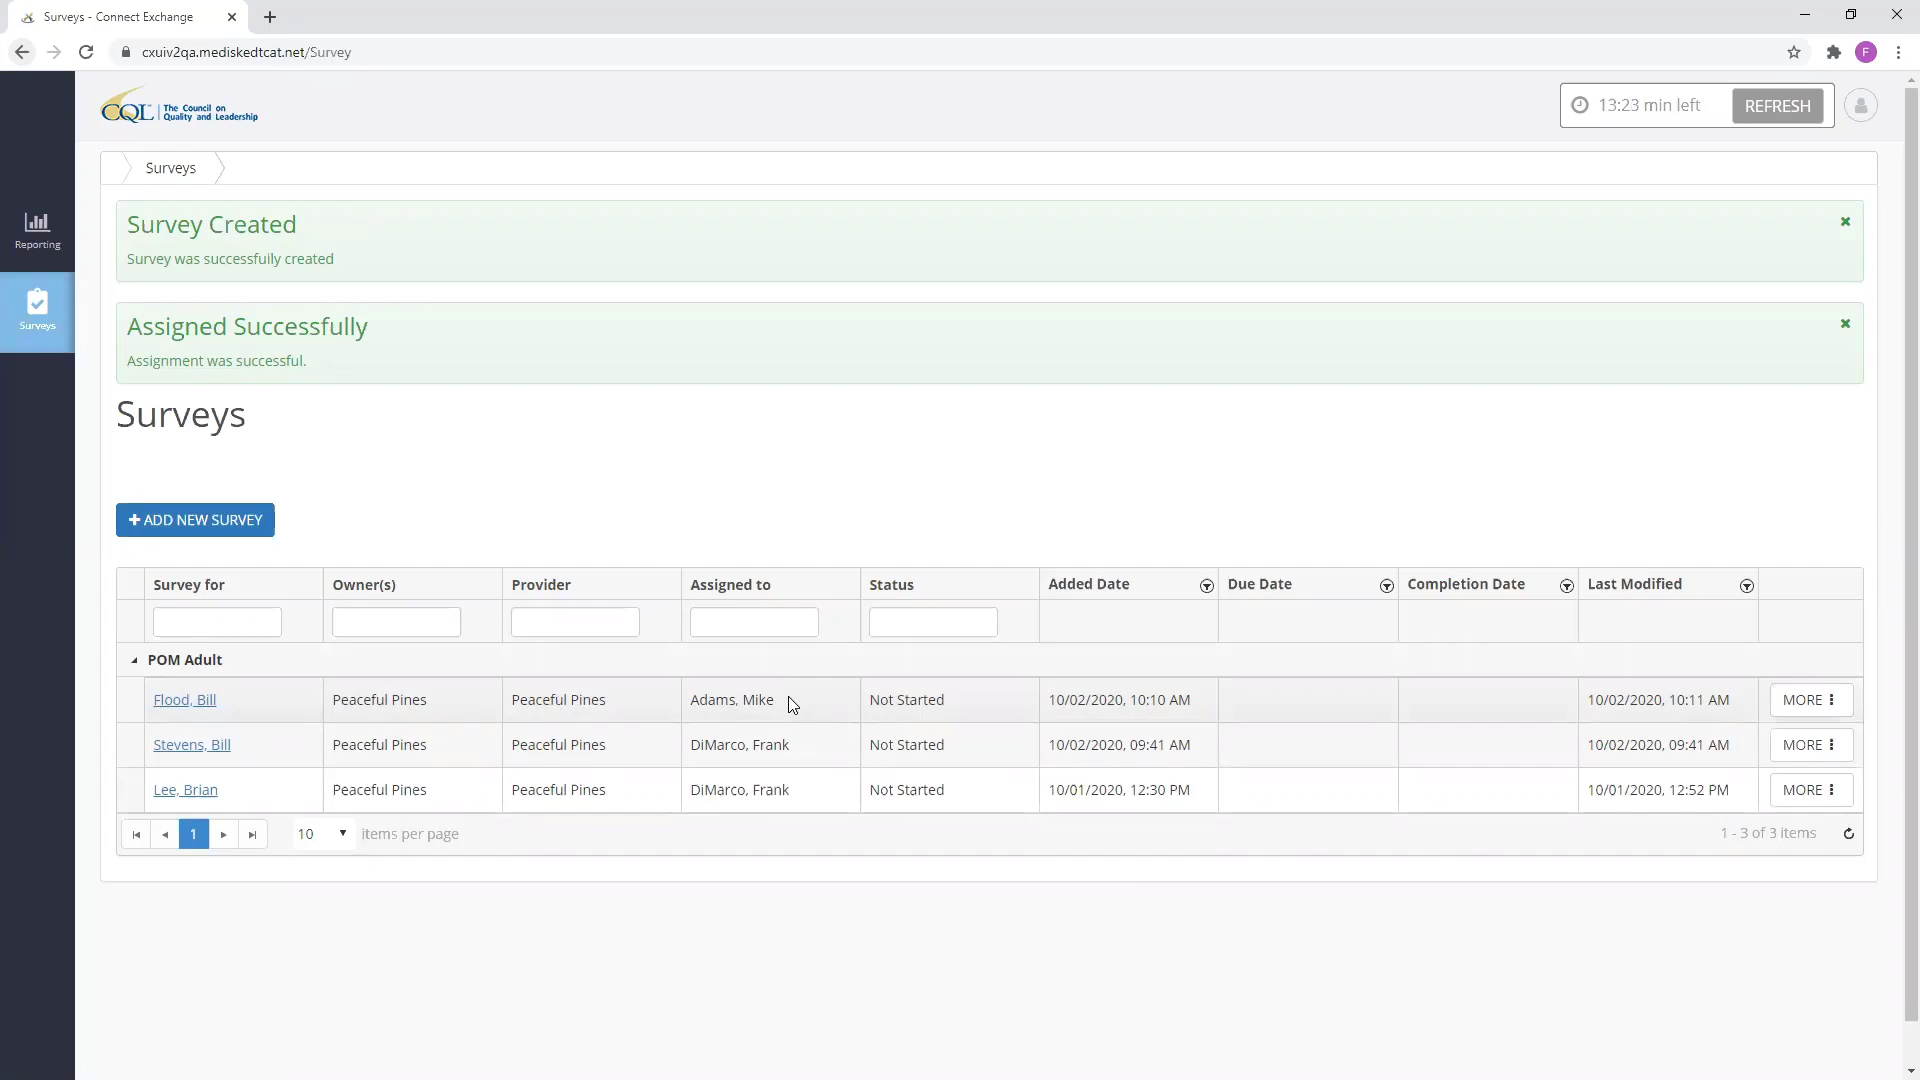 Surveys - Connect Exchange
cxuiv2qa.mediskedtcat.net/Survey
F
CQL The Council on
Quality and Leadership
13:23 min left REFRESH
Reporting
Surveys
Surveys
Survey Created
Survey was successfully created
Assigned Successfully
Assignment was successful.
Surveys
ADD NEW SURVEY
Survey for Owner(s) Provider Assigned to Status Added Date Due Date Completion Date Last Modified
POM Adult
Flood, Bill Peaceful Pines Peaceful Pines Adams, Mike Not Started 10/02/2020, 10:10 AM 10/02/2020, 10:11 AM MORE
Stevens, Bill Peaceful Pines Peaceful Pines DiMarco, Frank Not Started 10/02/2020, 09:41 AM 10/02/2020, 09:41 AM MORE
Lee, Brian Peaceful Pines Peaceful Pines DiMarco, Frank Not Started 10/01/2020, 12:30 PM 10/01/2020, 12:52 PM MORE
1 10 items per page 1 - 3 of 3 items